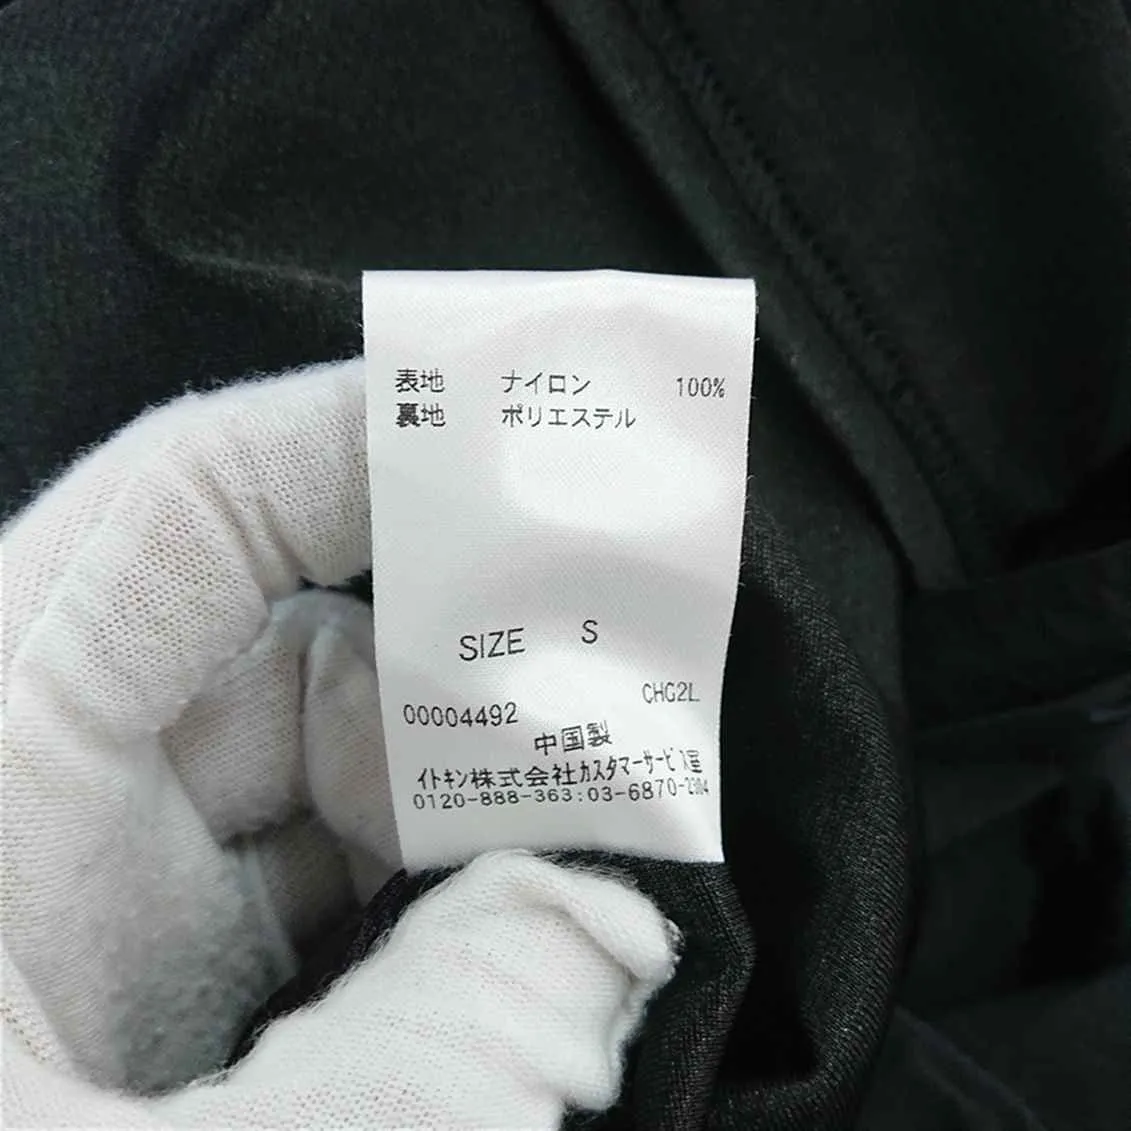 表地 ナイロン 100%
裏地 ポリエステル
SIZE S
CHG2L
00004492
中国製
イトキン株式会社カスタマーサービス室
0120-888-363:03-6870-2304